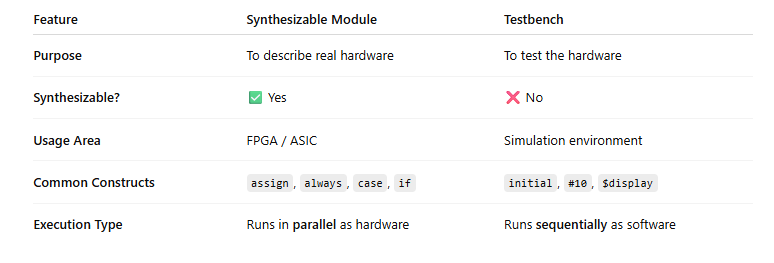 Feature Synthesizable Module Testbench
Purpose To describe real hardware To test the hardware
Synthesizable? ✅ Yes ❌ No
Usage Area FPGA / ASIC Simulation environment
Common Constructs assign, always, case, if initial, #10, $display
Execution Type Runs in parallel as hardware Runs sequentially as software